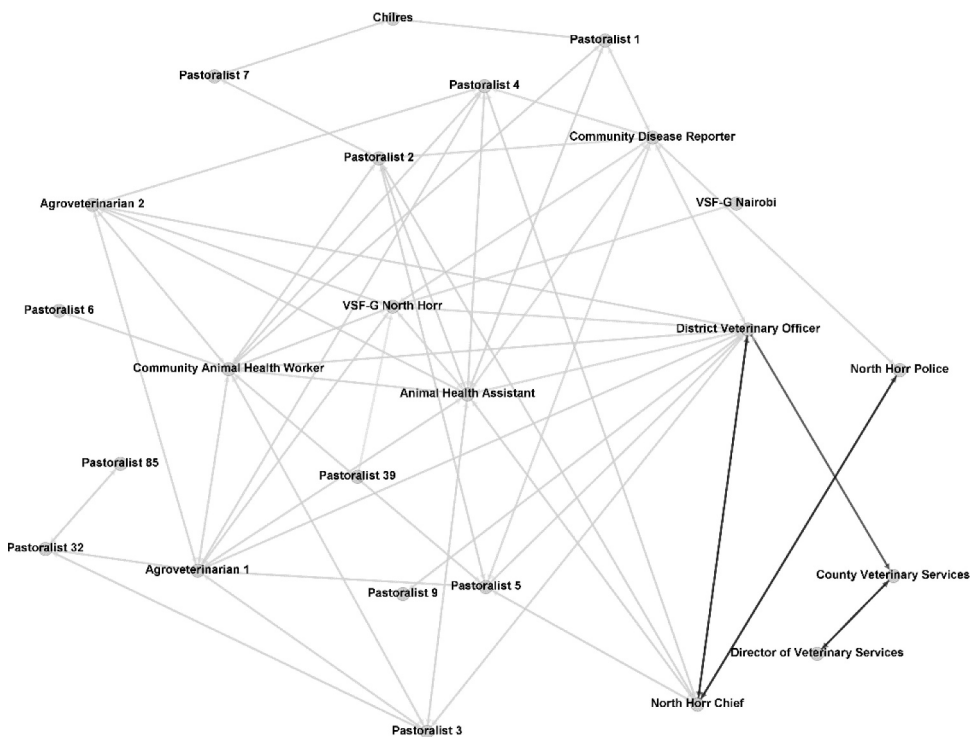 Chilres
Pastoralist 1
Pastoralist 7
Pastoralist 4
Community Disease Reporter
Pastoralist 2
Agroveterinarian 2
VSF-G Nairobi
Pastoralist 6
VSF-G North Horr
District Veterinary Officer
Community Animal Health Worker
North Horr Police
Animal Health Assistant
Pastoralist 85
Pastoralist 39
Pastoralist 32
Agroveterinarian 1
County Veterinary Services
Pastoralist 5
Pastoralist 9
Director of Veterinary Services
North Horr Chief
Pastoralist 3